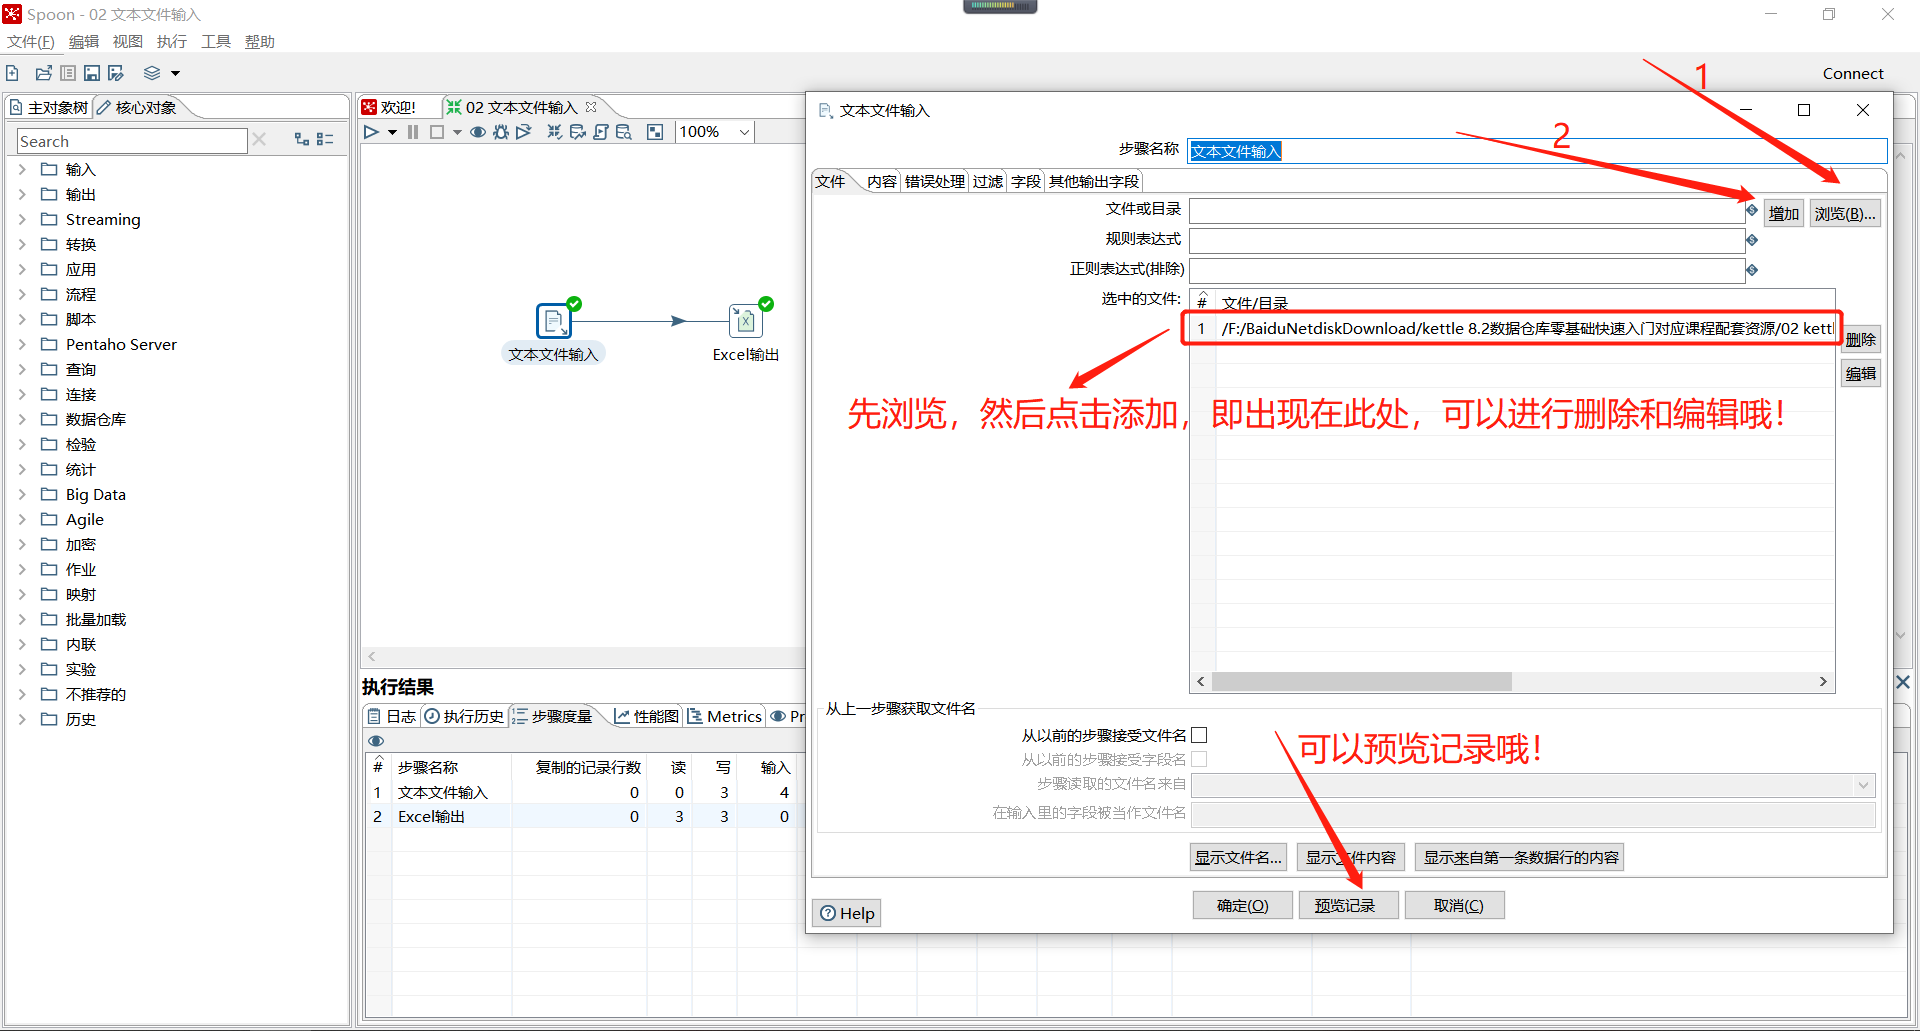 Spoon - 02 文本文件输入
文件(F) 编辑 视图 执行 工具 帮助
Connect
主对象树 核心对象
Search
输入
输出
Streaming
转换
应用
流程
脚本
Pentaho Server
查询
连接
数据仓库
检验
统计
Big Data
Agile
加密
作业
映射
批量加载
内联
实验
不推荐的
历史
欢迎! 02 文本文件输入
100%
文本文件输入
Excel输出
执行结果
日志 执行历史 步骤度量 性能图 Metrics Pr
# 步骤名称 复制的记录行数 读 写 输入
1 文本文件输入 0 0 3 4
2 Excel输出 0 3 3 0
文本文件输入
1
2
步骤名称 文本文件输入
文件 内容 错误处理 过滤 字段 其他输出字段
文件或目录 增加 浏览(B)...
规则表达式
正则表达式(排除)
选中的文件: # 文件/目录
1 /F:/BaiduNetdiskDownload/kettle 8.2数据仓库零基础快速入门对应课程配套资源/02 kettl
删除
编辑
先浏览，然后点击添加，即出现在此处，可以进行删除和编辑哦！
从上一步骤获取文件名
从以前的步骤接受文件名
从以前的步骤接受字段名
步骤读取的文件名来自
在输入里的字段被当作文件名
可以预览记录哦！
显示文件名... 显示文件内容 显示来自第一条数据行的内容
Help 确定(O) 预览记录 取消(C)